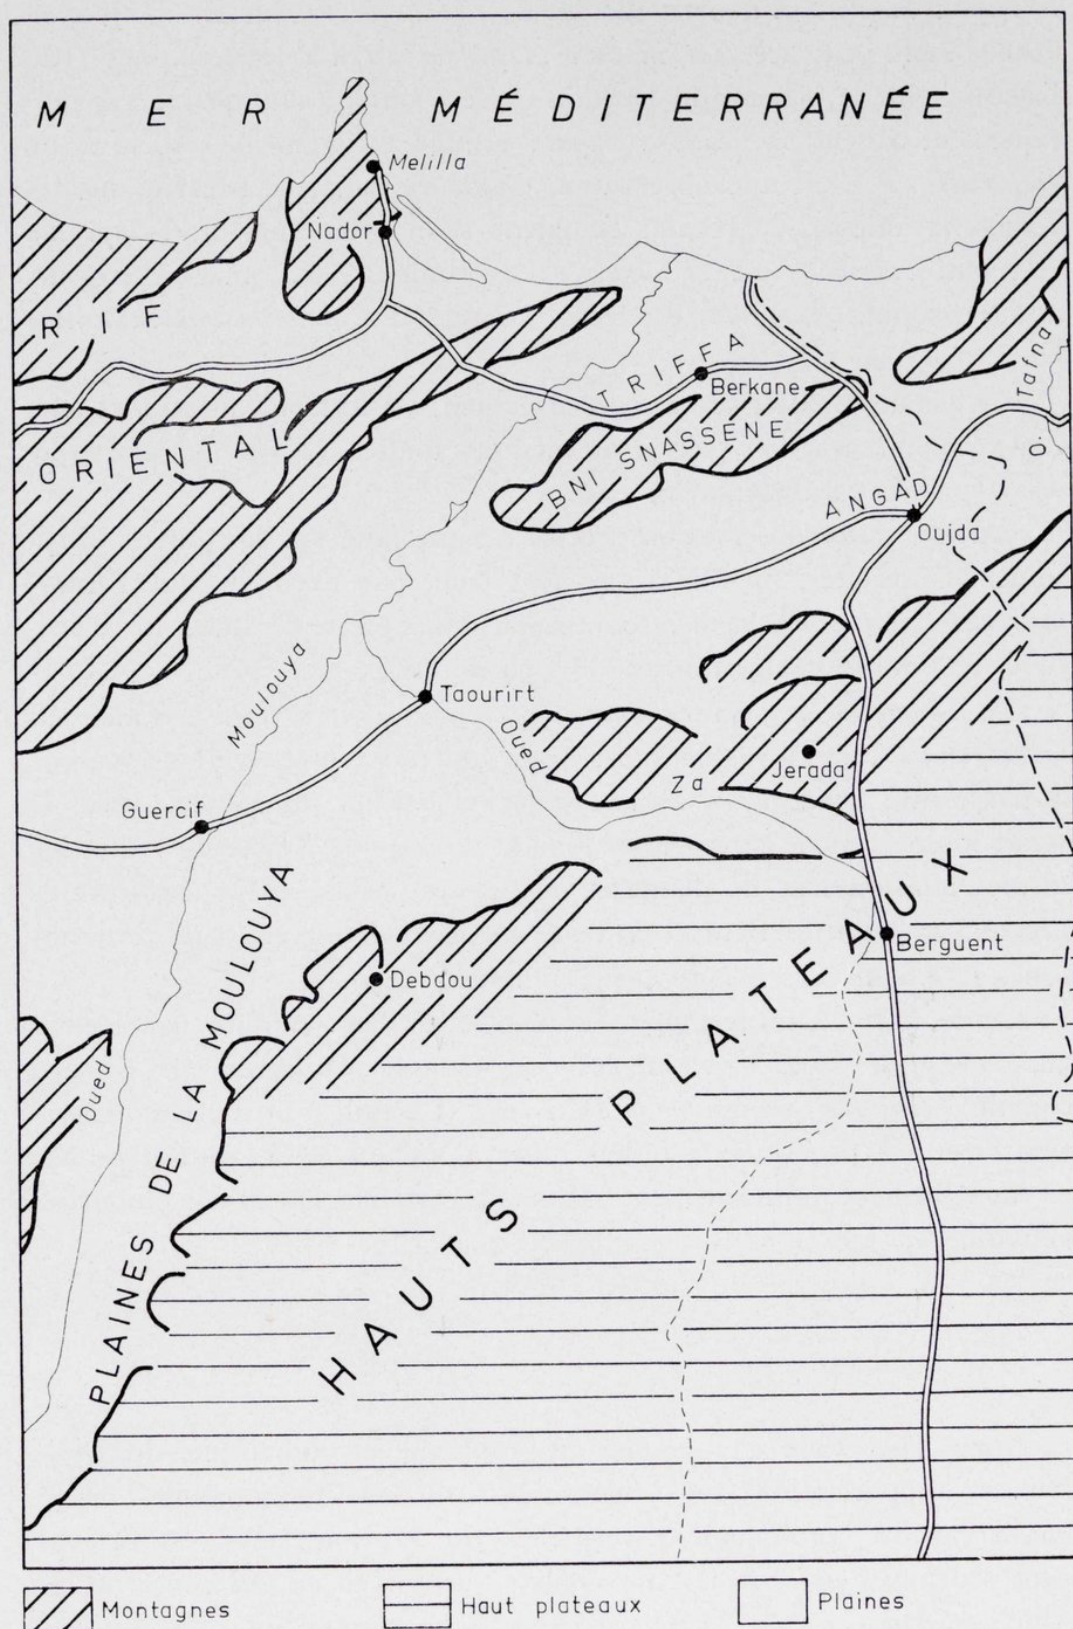 MER MÉDITERRANÉE
Melilla
Nador
RIF
TRIFFA
Berkane
O. Tafna
ORIENTAL
BNI SNASSENE
ANGAD
Oujda
Moulouya
Taourirt
Oued
Za
Jerada
Guercif
Berguent
Debdou
Oued
PLAINES DE LA MOULOUYA
HAUTS PLATEAUX
Montagnes
Haut plateaux
Plaines